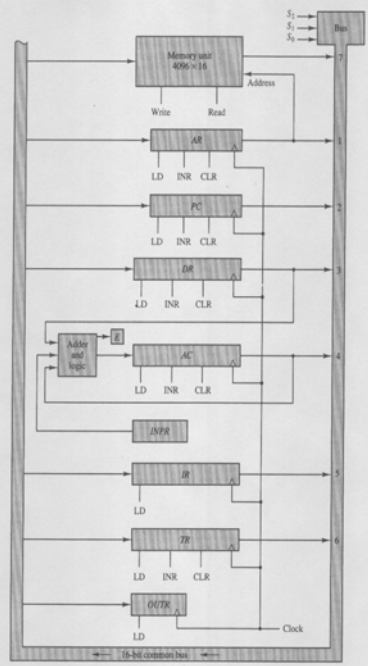 S₂
S₁
S₀
Bus
Memory unit
4096 × 16
7
Address
Write Read
AR
1
LD INR CLR
PC
2
LD INR CLR
DR
3
LD INR CLR
Adder
and
logic
E
AC
4
LD INR CLR
INPR
IR
5
LD
TR
6
LD INR CLR
OUTR
LD
Clock
16-bit common bus